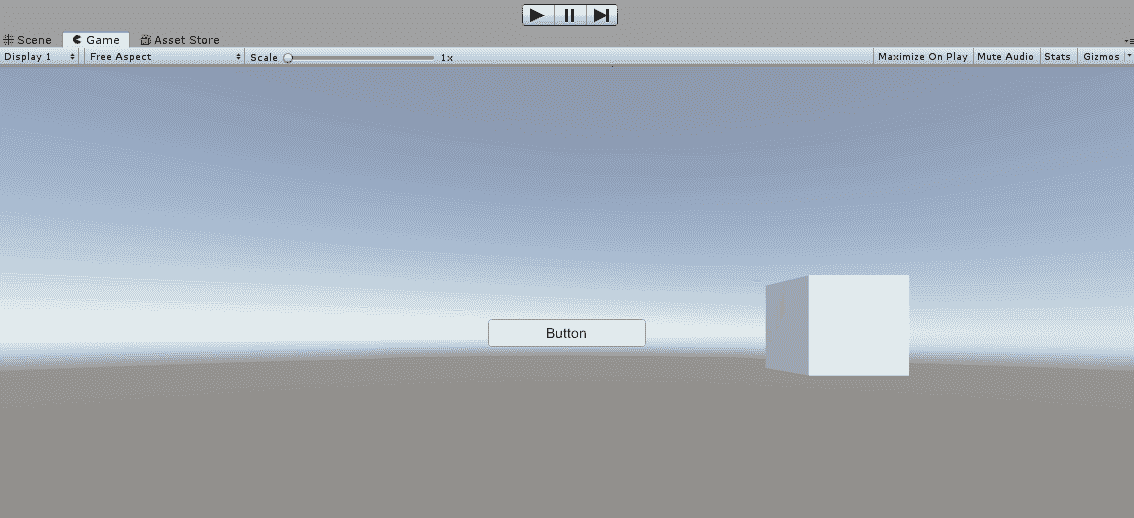 Scene Game Asset Store
Display 1 Free Aspect Scale 1x Maximize On Play Mute Audio Stats Gizmos
Button